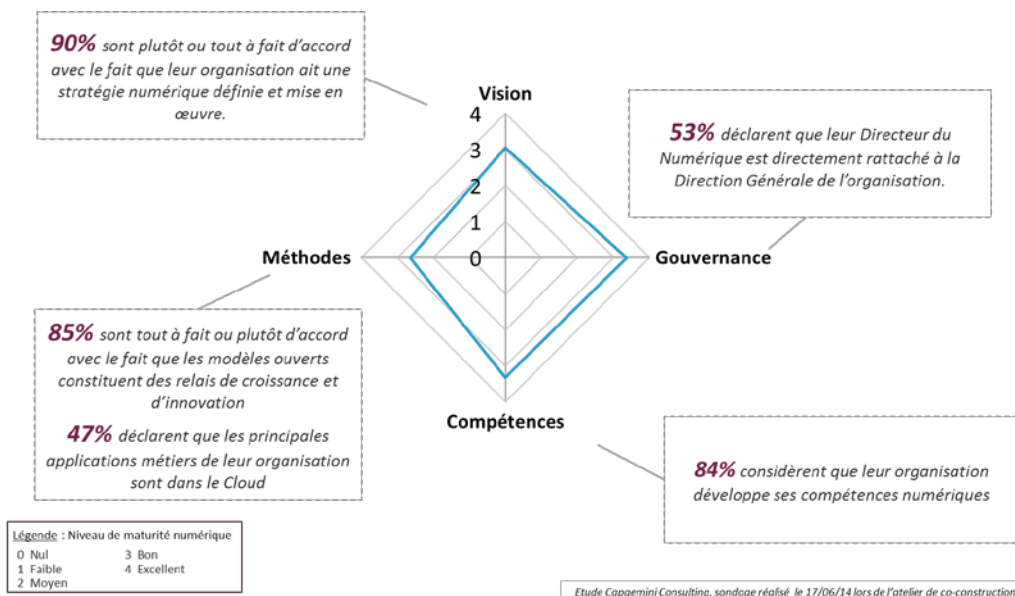 90% sont plutôt ou tout à fait d'accord
avec le fait que leur organisation ait une
stratégie numérique définie et mise en
œuvre.
Vision
4
3
2
1
0
53% déclarent que leur Directeur du
Numérique est directement rattaché à la
Direction Générale de l'organisation.
Méthodes
Gouvernance
85% sont tout à fait ou plutôt d'accord
avec le fait que les modèles ouverts
constituent des relais de croissance et
d'innovation
47% déclarent que les principales
applications métiers de leur organisation
sont dans le Cloud
Compétences
84% considèrent que leur organisation
développe ses compétences numériques
Légende : Niveau de maturité numérique
0 Nul 3 Bon
1 Faible 4 Excellent
2 Moyen
Etude Capgemini Consulting, sondage réalisé le 17/06/14 lors de l'atelier de co-construction